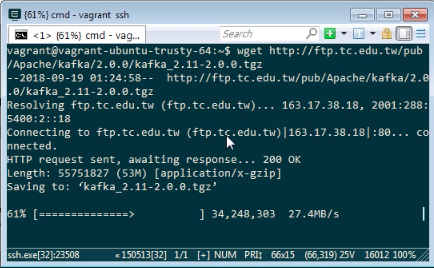 {61%} cmd - vagrant ssh
<1> {61%} cmd - vag...
Search
vagrant@vagrant-ubuntu-trusty-64:~$ wget http://ftp.tc.edu.tw/pub
/Apache/kafka/2.0.0/kafka_2.11-2.0.0.tgz
--2018-09-19 01:24:58--  http://ftp.tc.edu.tw/pub/Apache/kafka/2.0
.0/kafka_2.11-2.0.0.tgz
Resolving ftp.tc.edu.tw (ftp.tc.edu.tw)... 163.17.38.18, 2001:288:
5400:2::18
Connecting to ftp.tc.edu.tw (ftp.tc.edu.tw)|163.17.38.18|:80... co
nnected.
HTTP request sent, awaiting response... 200 OK
Length: 55751827 (53M) [application/x-gzip]
Saving to: ‘kafka_2.11-2.0.0.tgz’
61% [==============>         ] 34,248,303  27.4MB/s
ssh.exe[32]:23508 «150513[32] 1/1 [+] NUM PRI↕ 66x15 (66,319) 25V 16012 100%